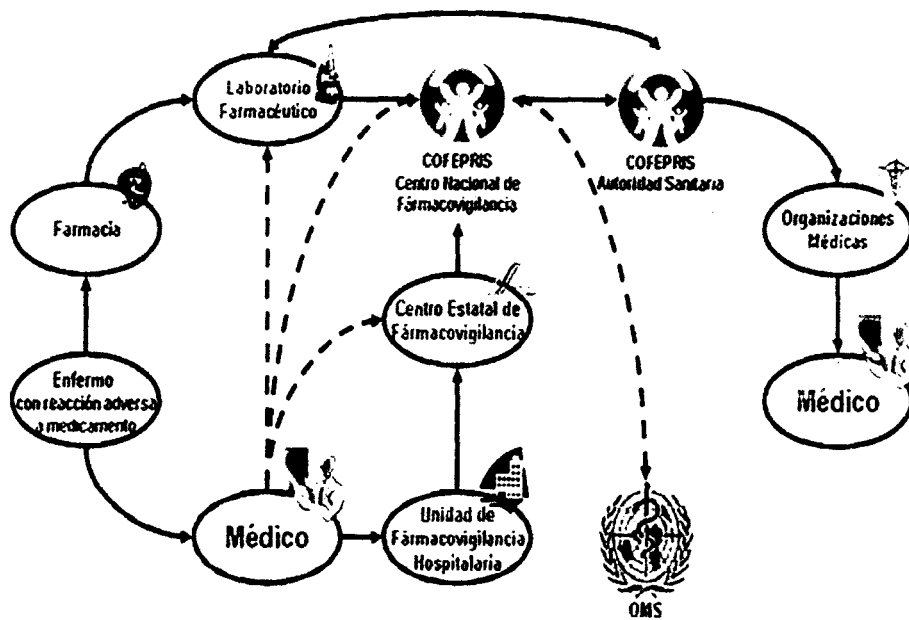 Laboratorio
Farmacéutico
COFEPRIS
Centro Nacional de
Fármacovigilancia
COFEPRIS
Autoridad Sanitaria
Farmacia
Organizaciones
Médicas
Centro Estatal de
Fármacovigilancia
Enfermo
con reacción adversa
a medicamento
Médico
Médico
Unidad de
Fármacovigilancia
Hospitalaria
OMS